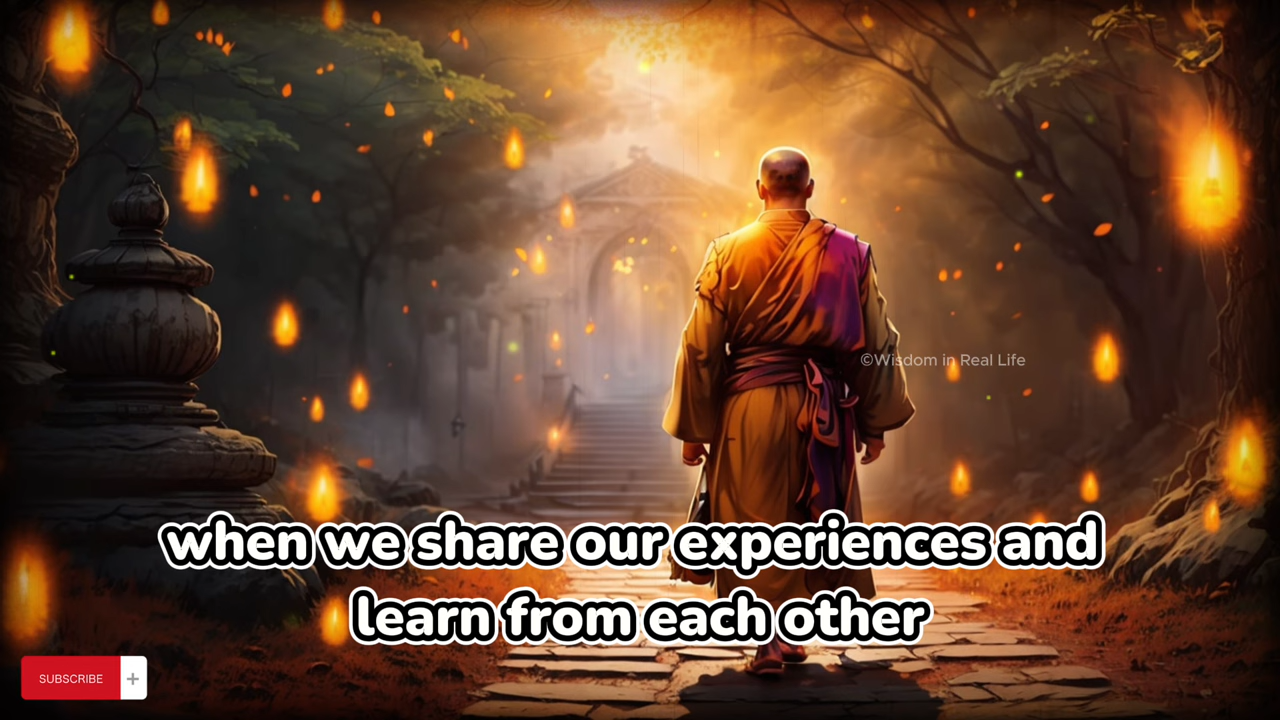 ©Wisdom in Real Life
when we share our experiences and
learn from each other
SUBSCRIBE +